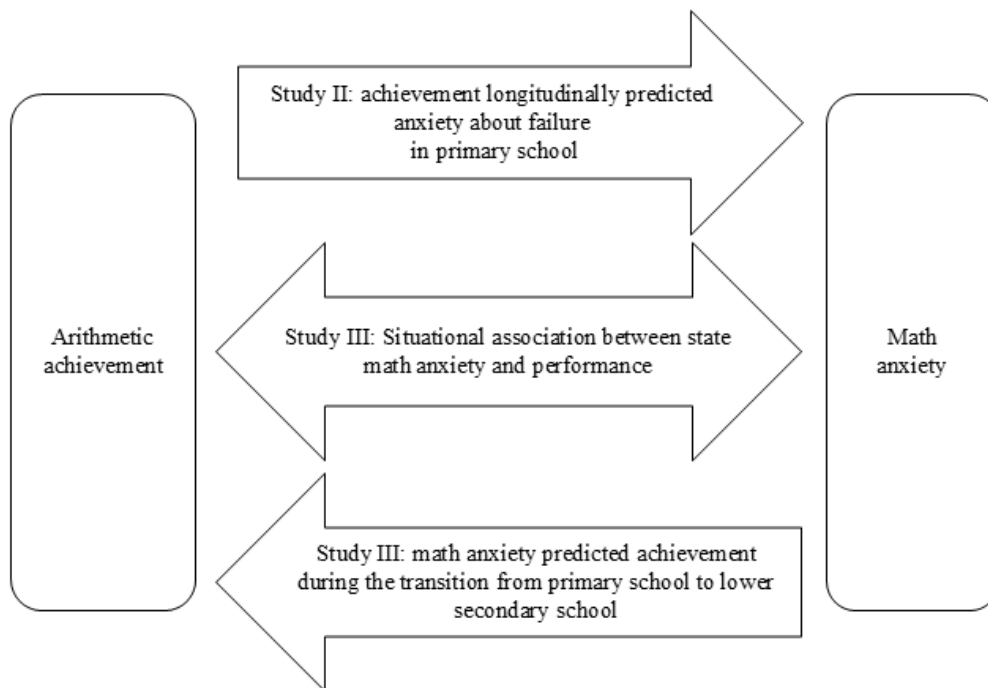 Study II: achievement longitudinally predicted
anxiety about failure
in primary school
Arithmetic
achievement
Study III: Situational association between state
math anxiety and performance
Math
anxiety
Study III: math anxiety predicted achievement
during the transition from primary school to lower
secondary school